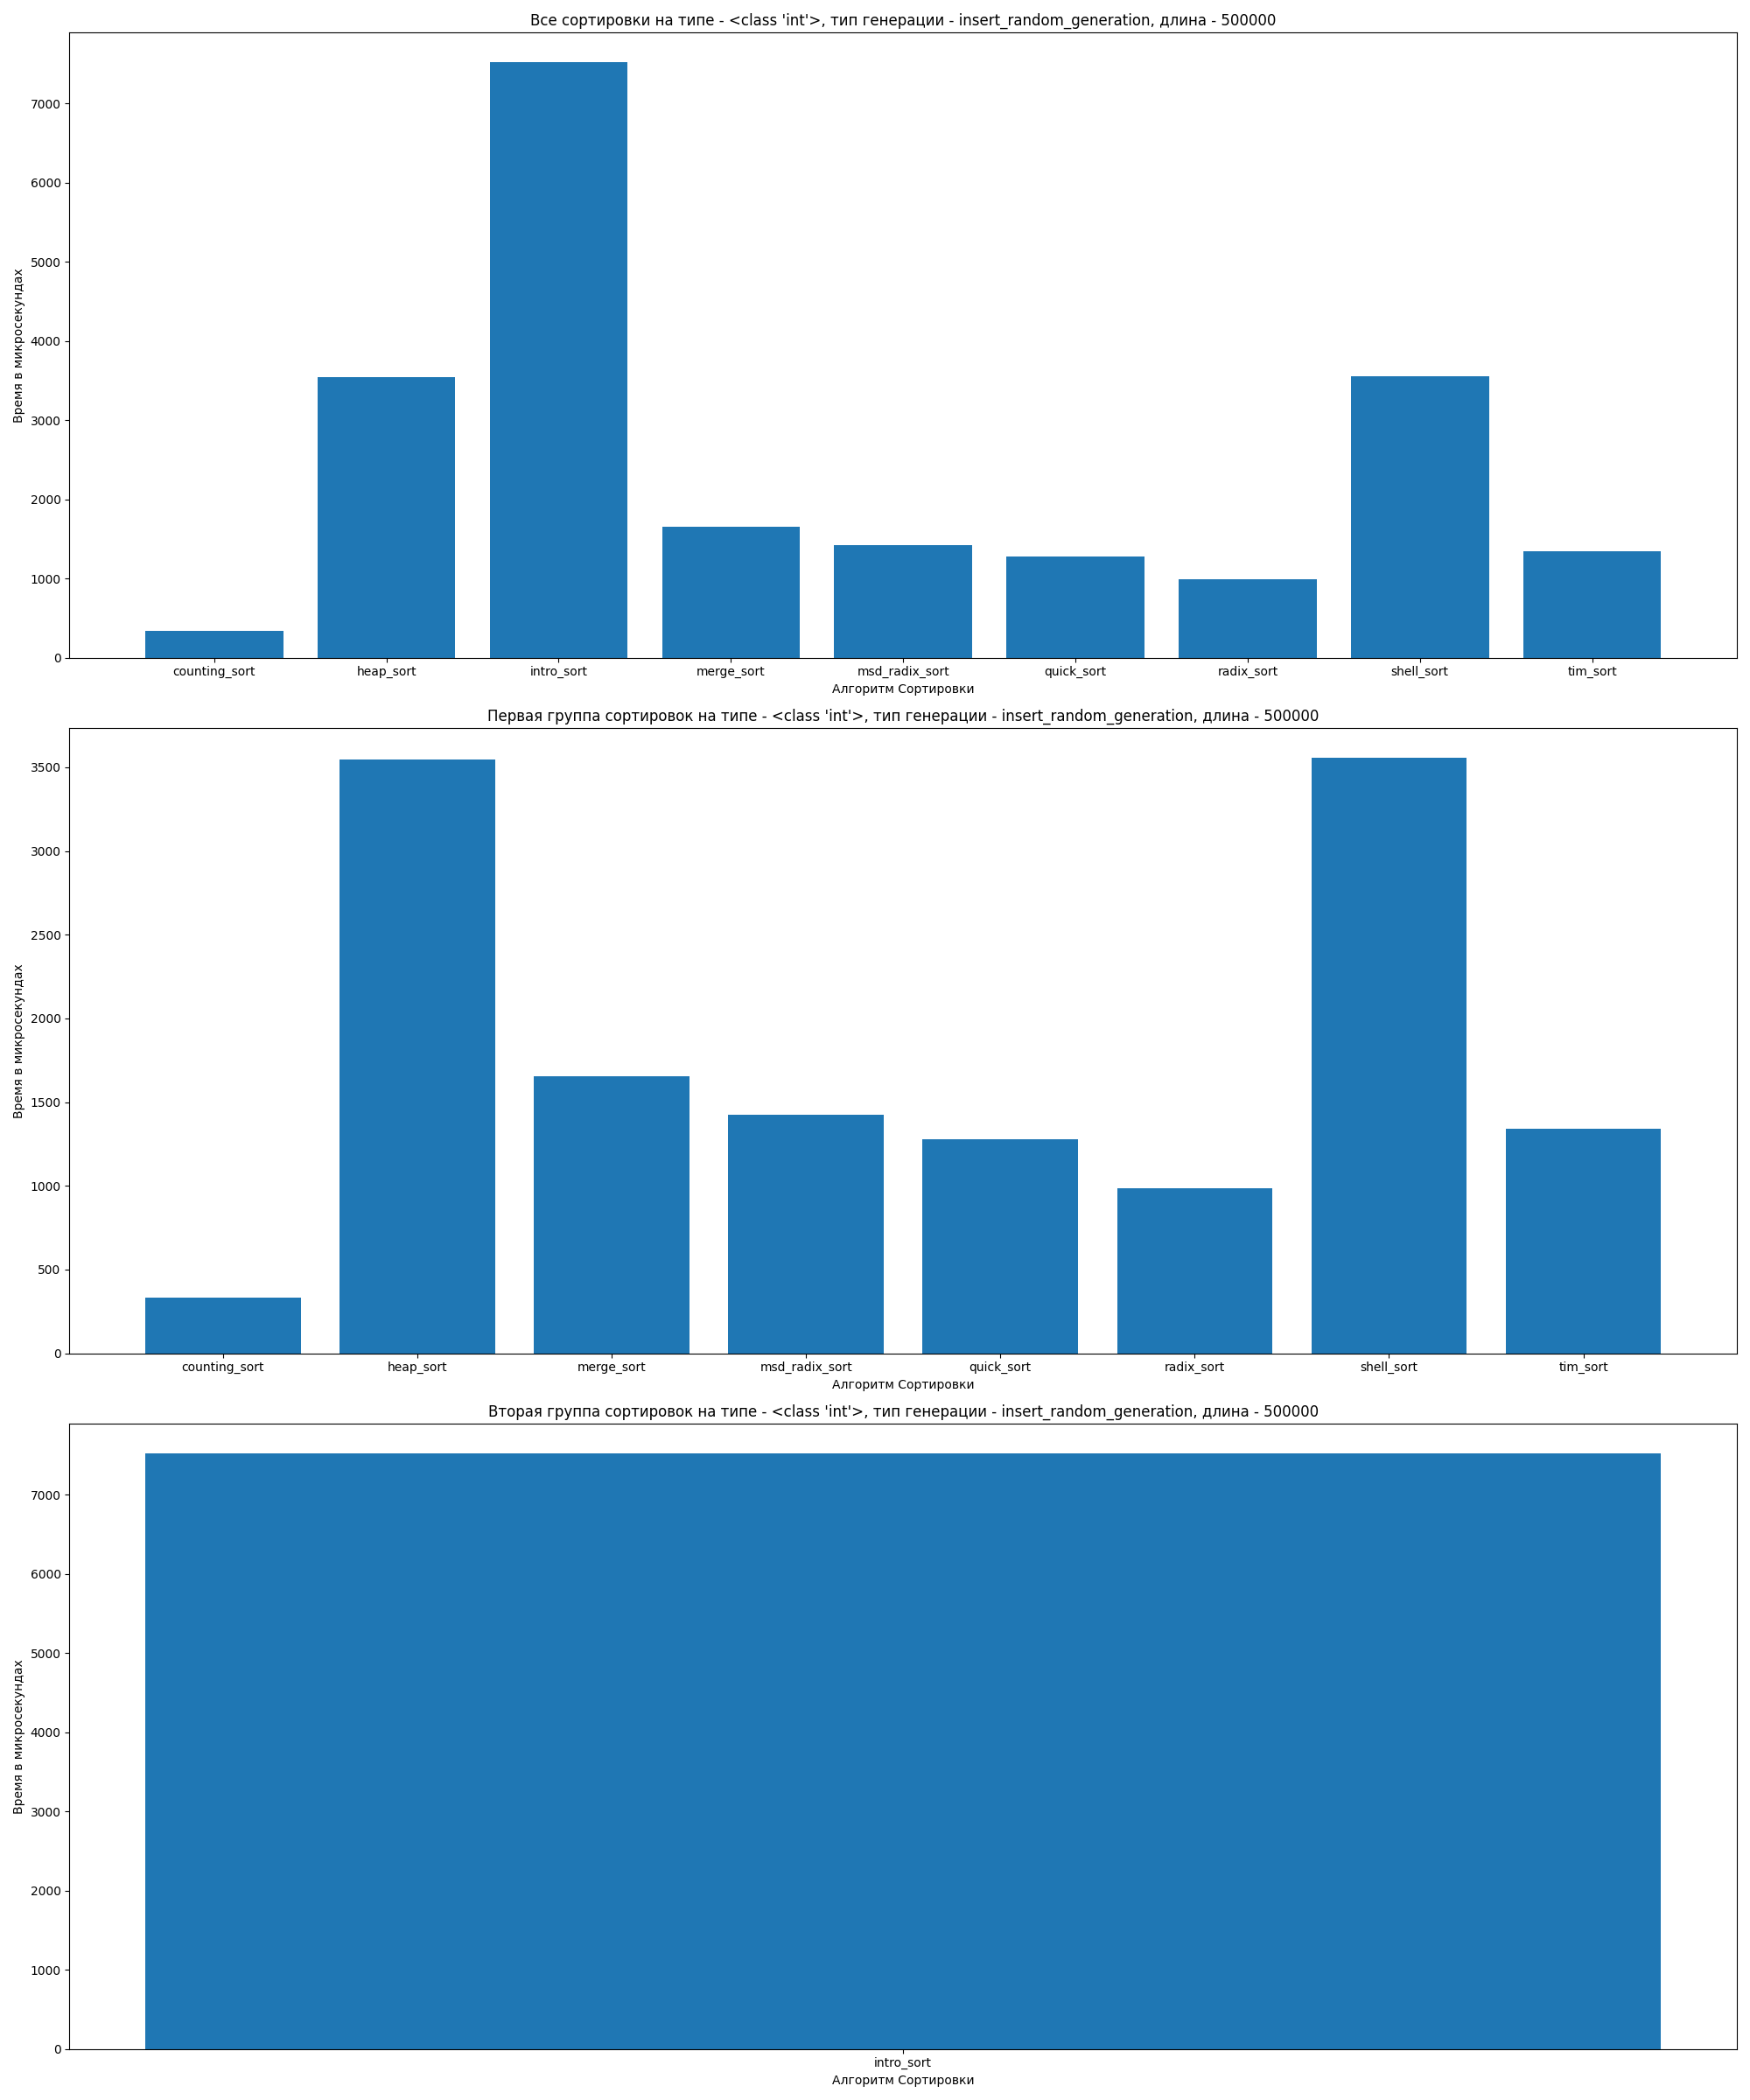 Все сортировки на типе - <class 'int'>, тип генерации - insert_random_generation, длина - 500000
Время в микросекундах
7000
6000
5000
4000
3000
2000
1000
0
counting_sort heap_sort intro_sort merge_sort msd_radix_sort quick_sort radix_sort shell_sort tim_sort
Алгоритм Сортировки
Первая группа сортировок на типе - <class 'int'>, тип генерации - insert_random_generation, длина - 500000
Время в микросекундах
3500
3000
2500
2000
1500
1000
500
0
counting_sort heap_sort merge_sort msd_radix_sort quick_sort radix_sort shell_sort tim_sort
Алгоритм Сортировки
Вторая группа сортировок на типе - <class 'int'>, тип генерации - insert_random_generation, длина - 500000
Время в микросекундах
7000
6000
5000
4000
3000
2000
1000
0
intro_sort
Алгоритм Сортировки